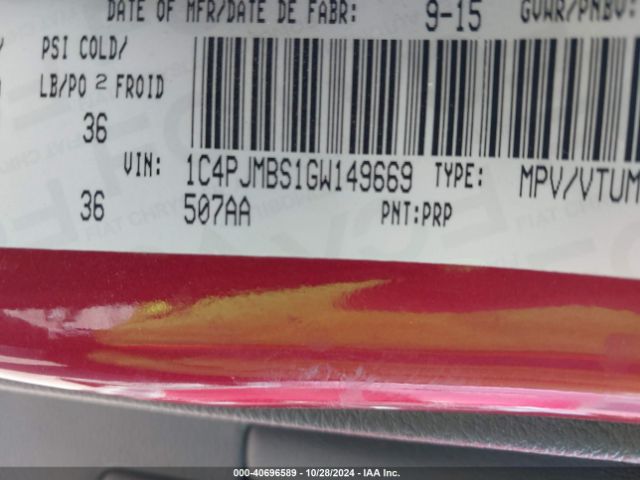 DATE OF MFR/DATE DE FABR: 9-15 GVWR/PNBV:
PSI COLD/
LB/PO 2 FROID
36
VIN: 1C4PJMBS1GW149669 TYPE: MPV/VTUM
36 507AA PNT:PRP
000-40696589 - 10/28/2024 - IAA Inc.